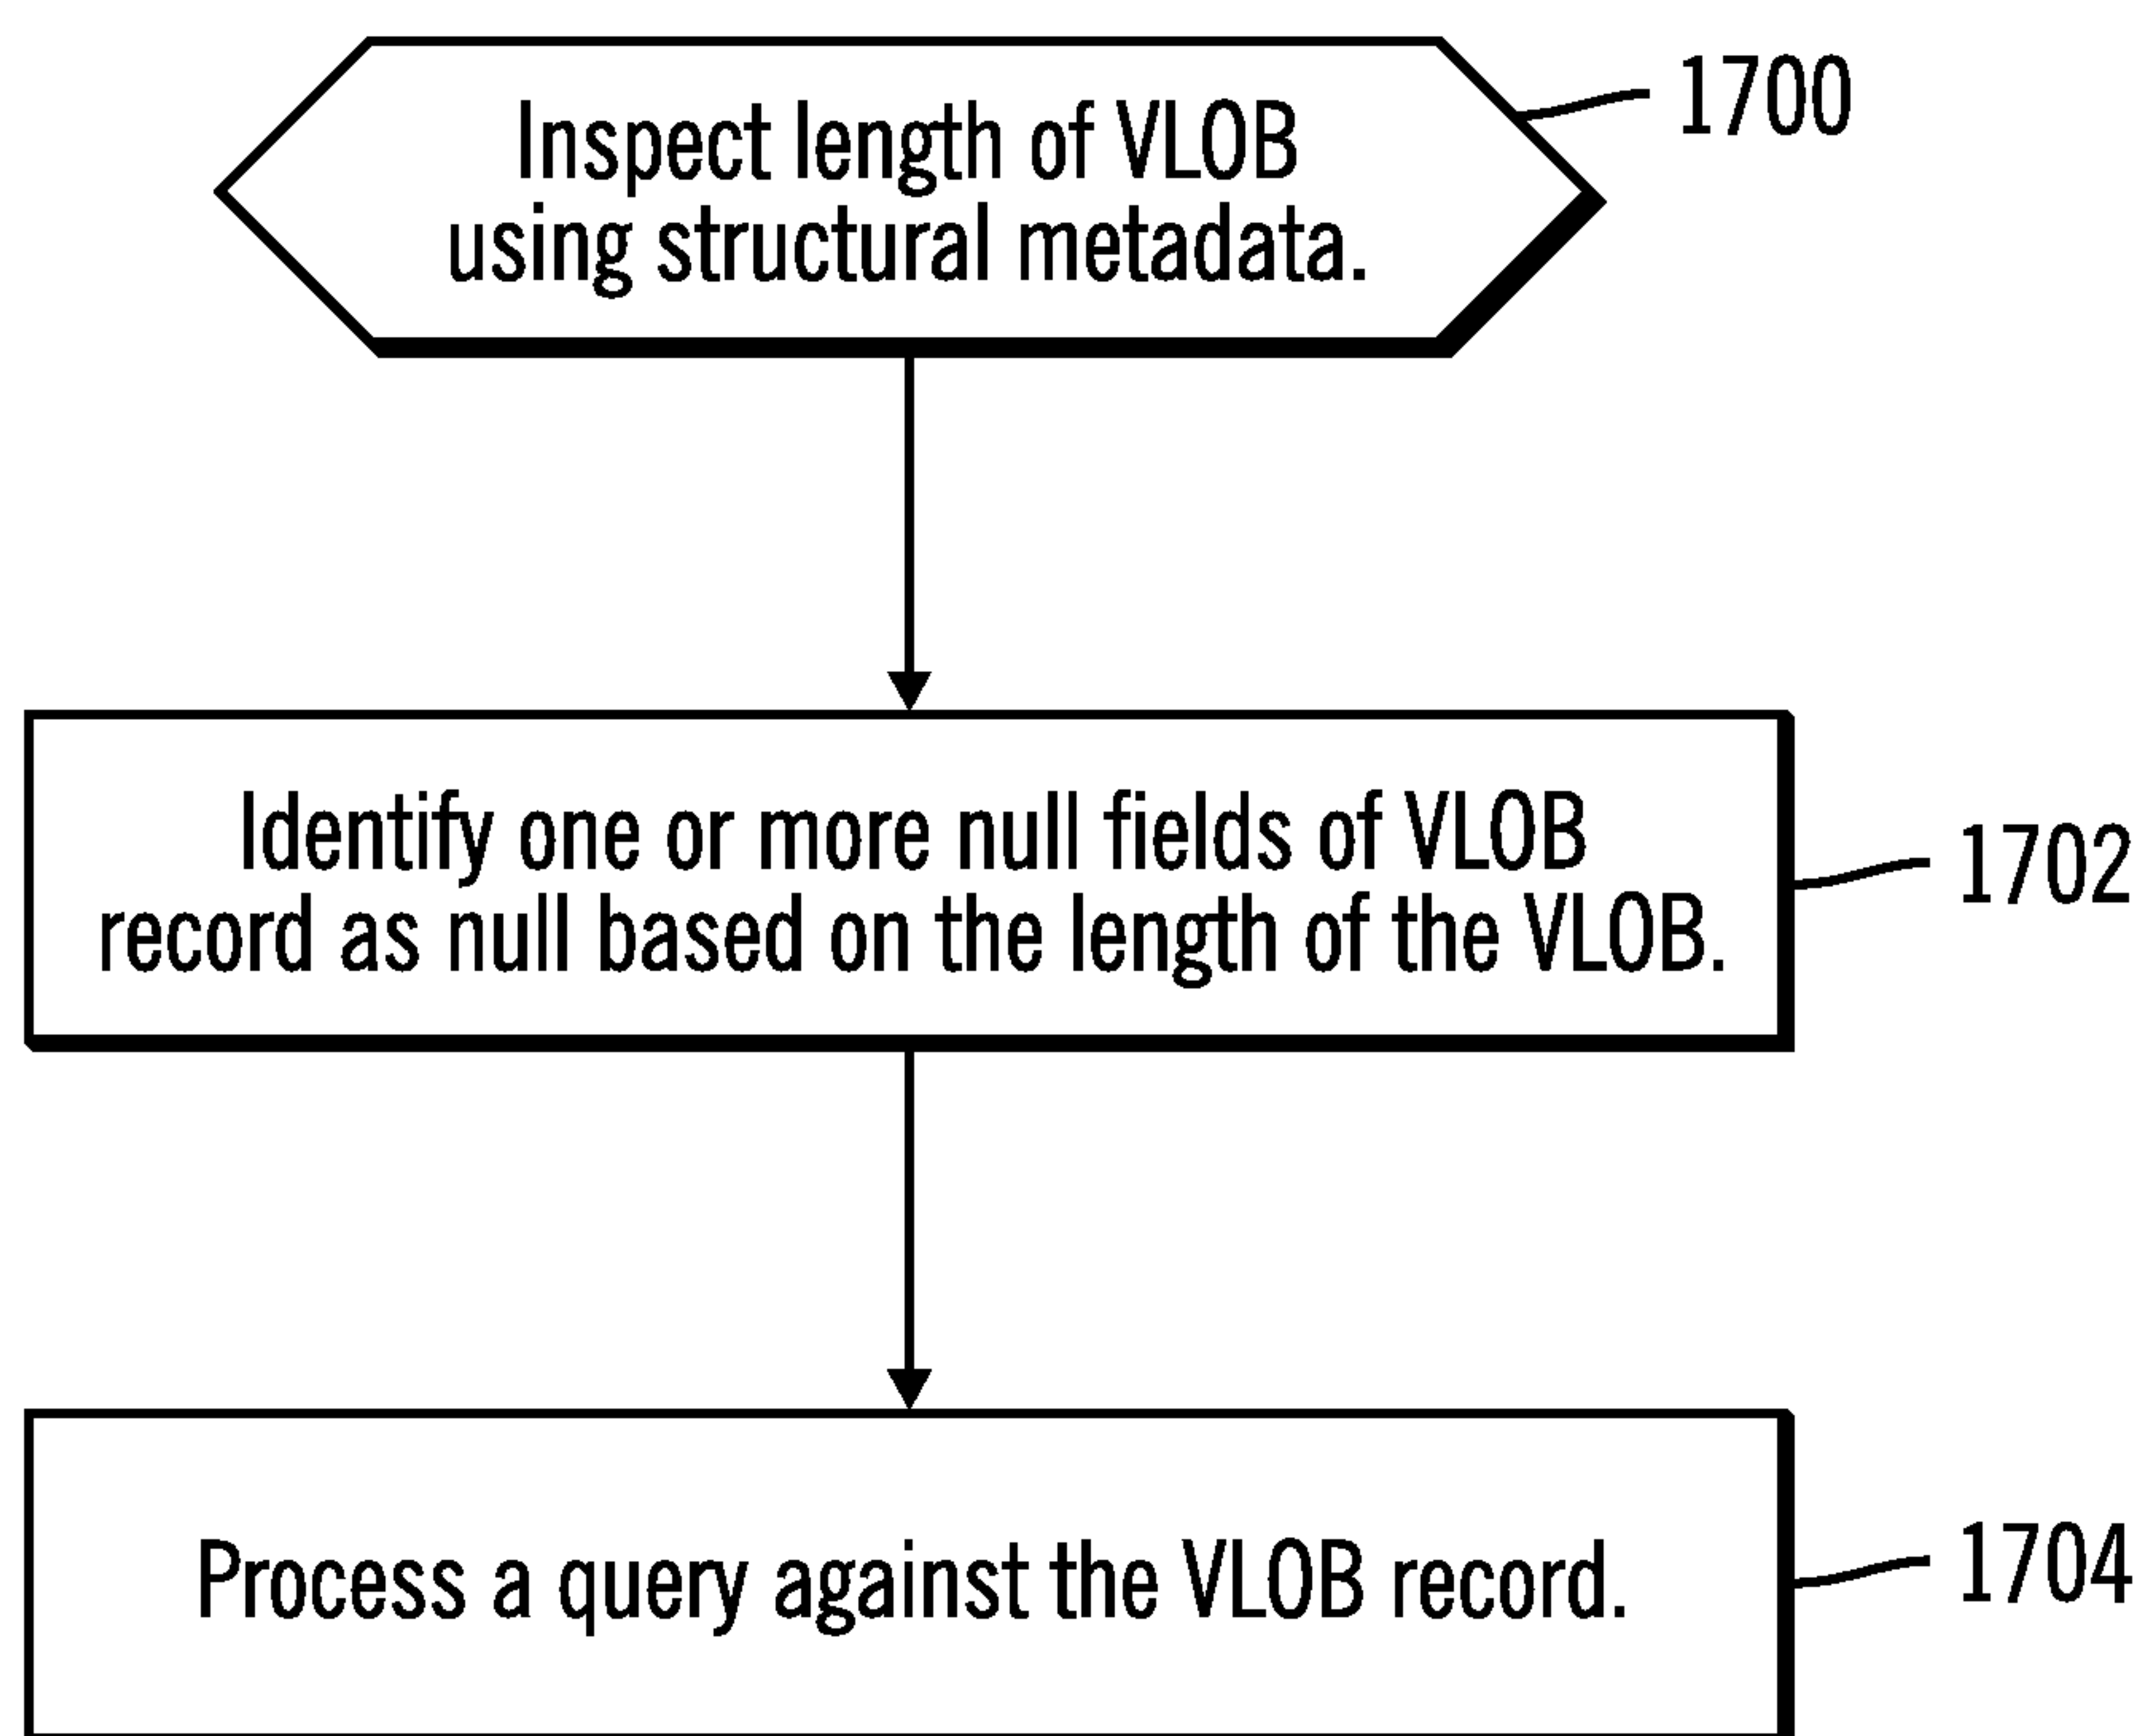 Inspect length of VLOB
using structural metadata.
1700
Identify one or more null fields of VLOB
record as null based on the length of the VLOB.
1702
Process a query against the VLOB record.
1704